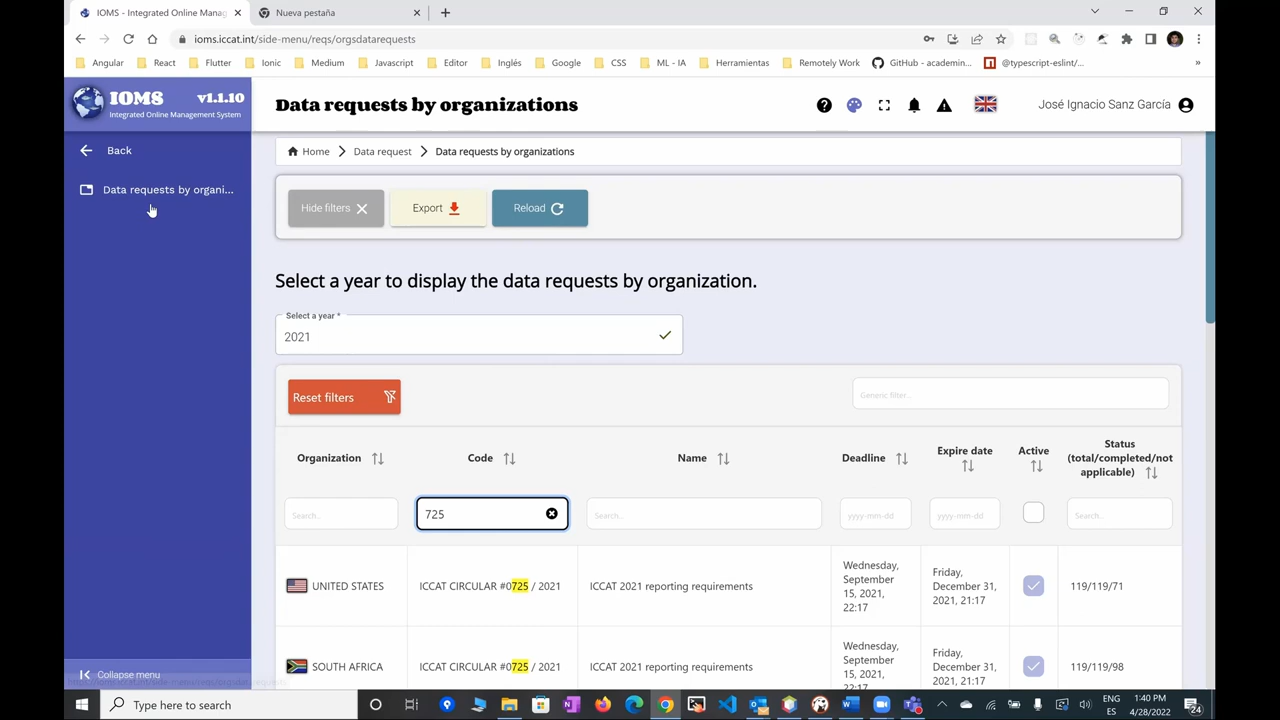 IOMS - Integrated Online Manag
Nueva pestaña
ioms.iccat.int/side-menu/reqs/orgsdatarequests
Angular
React
Flutter
Ionic
Medium
Javascript
Editor
Inglés
Google
CSS
ML - IA
Herramientas
Remotely Work
GitHub - academin...
@typescript-eslint/...
»
IOMS v1.1.10
Integrated Online Management System
Data requests by organizations
José Ignacio Sanz García
Back
Data requests by organi...
Collapse menu
Home
Data request
Data requests by organizations
Hide filters
Export
Reload
Select a year to display the data requests by organization.
Select a year *
2021
Reset filters
Generic filter...
Organization
Code
Name
Deadline
Expire date
Active
Status
(total/completed/not
applicable)
Search..
725
Search..
yyyy-mm-dd
yyyy-mm-dd
Search..
UNITED STATES
ICCAT CIRCULAR #0725 / 2021
ICCAT 2021 reporting requirements
Wednesday,
September
15, 2021,
22:17
Friday,
December 31,
2021, 21:17
119/119/71
SOUTH AFRICA
ICCAT CIRCULAR #0725 / 2021
ICCAT 2021 reporting requirements
Wednesday,
September
15, 2021,
22:17
Friday,
December 31,
2021, 21:17
119/119/98
Type here to search
ENG
ES
1:40 PM
4/28/2022
24